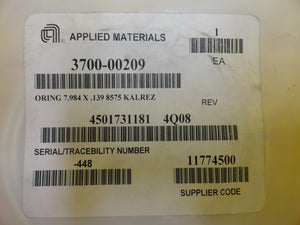 APPLIED MATERIALS
1
EA
3700-00209
ORING 7.984 X .139 8575 KALREZ
REV
4501731181 4Q08
SERIAL/TRACEBILITY NUMBER
-448
11774500
SUPPLIER CODE